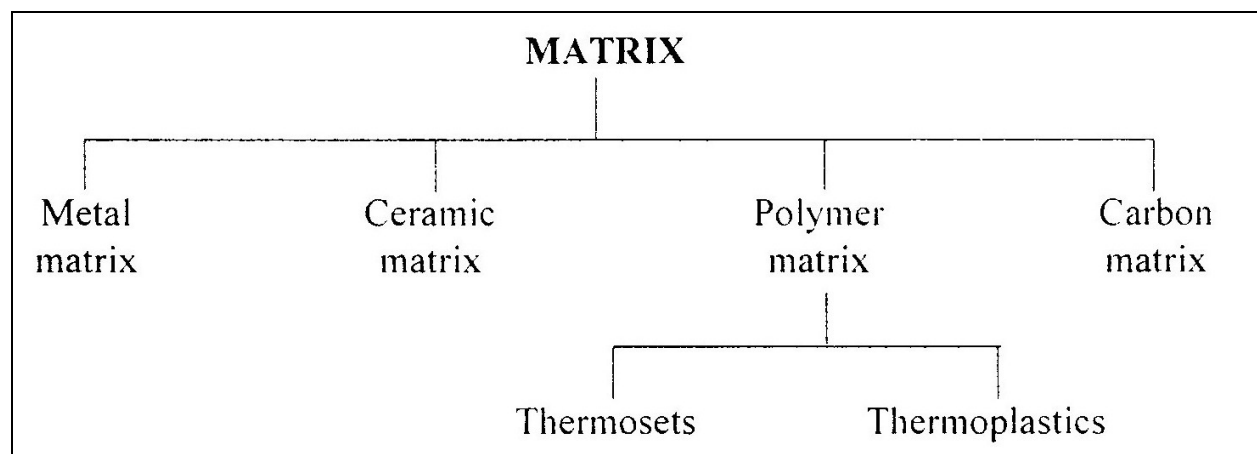 MATRIX
Metal
matrix
Ceramic
matrix
Polymer
matrix
Carbon
matrix
Thermosets
Thermoplastics